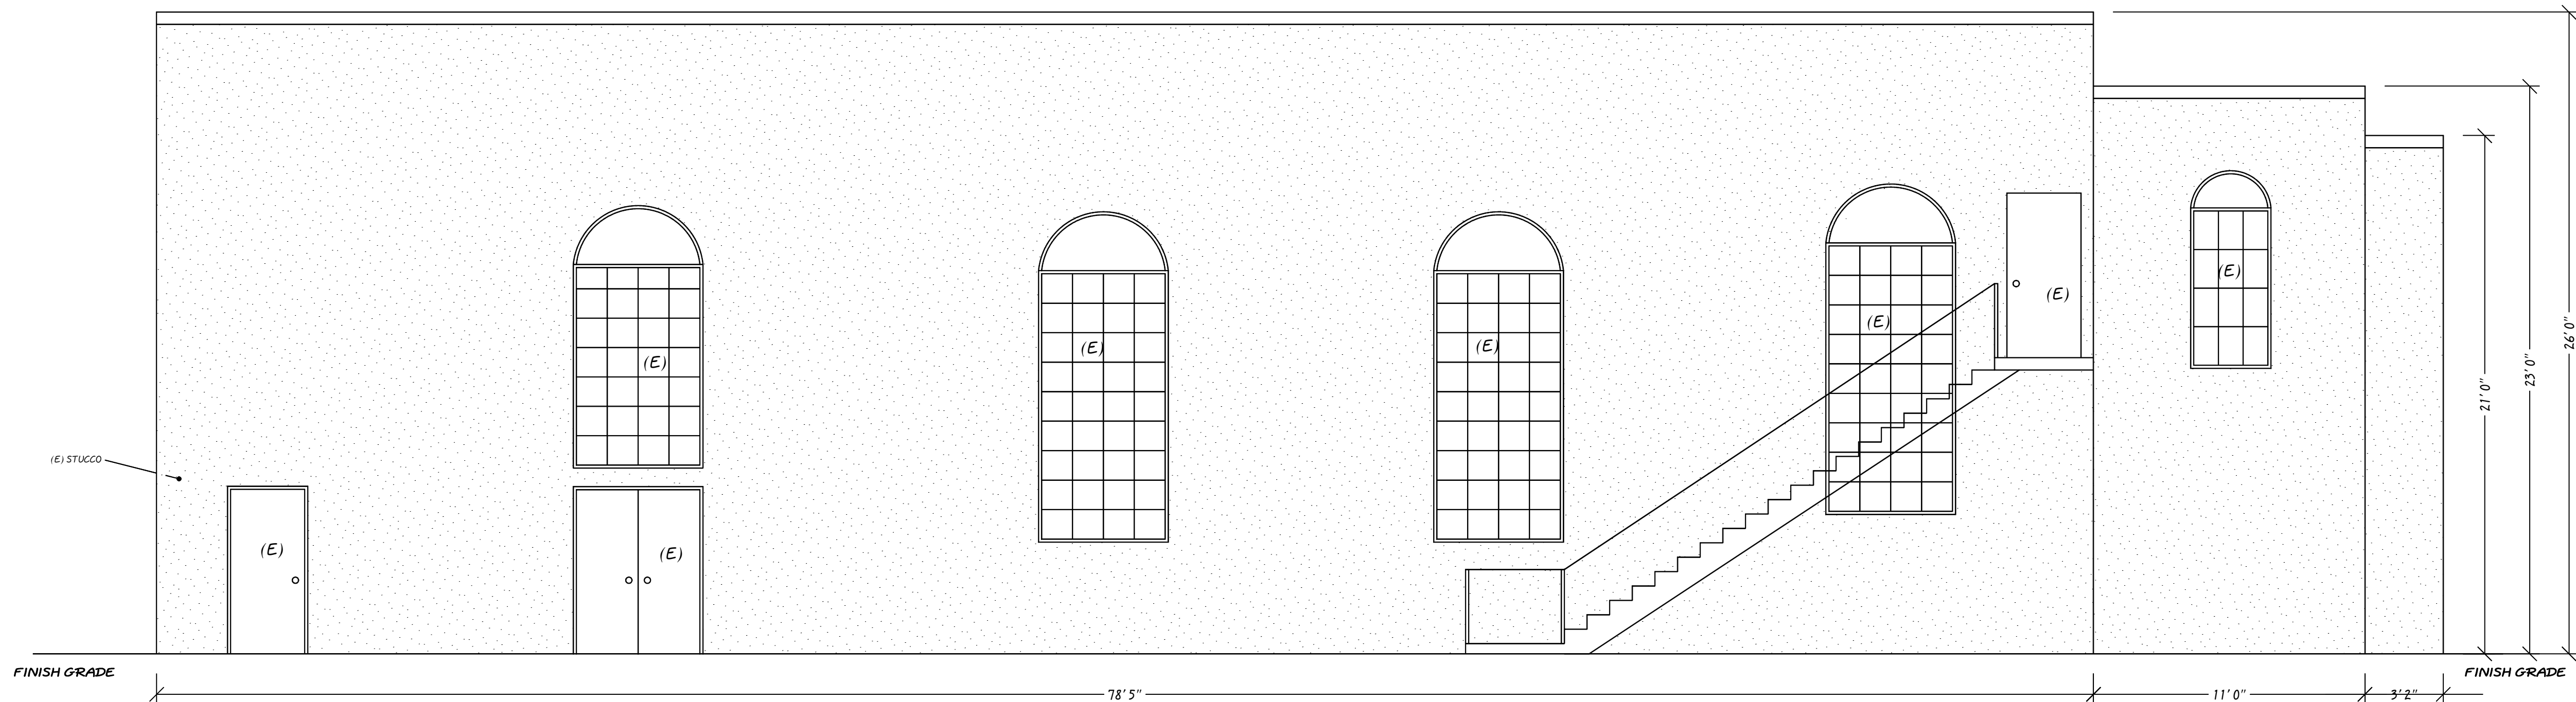 26'0"
23'0"
21'0"
(E)
(E)
(E)
(E)
(E)
(E)
(E) STUCCO
(E)
(E)
FINISH GRADE
FINISH GRADE
78'5"
11'0"
3'2"